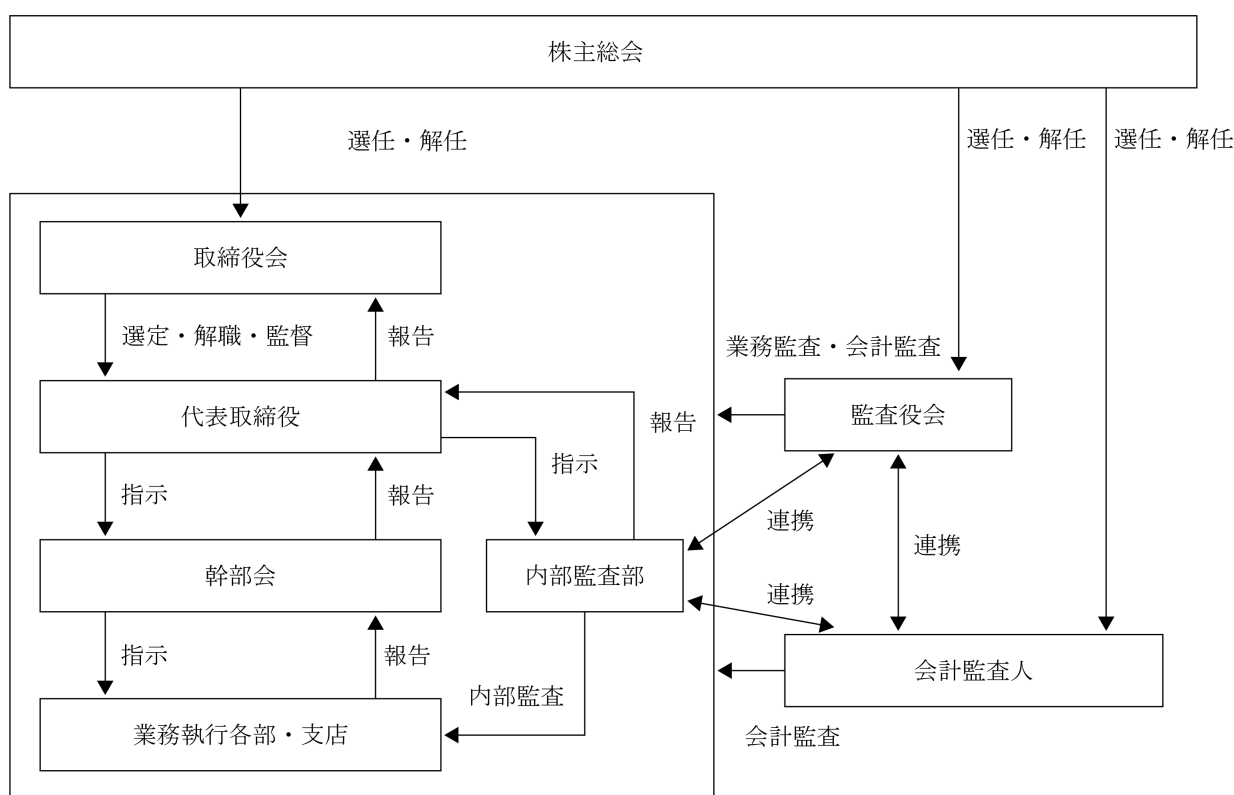 株主総会
選任・解任
選任・解任
選任・解任
取締役会
選定・解職・監督
報告
業務監査・会計監査
代表取締役
監査役会
報告
指示
指示
報告
連携
連携
幹部会
内部監査部
連携
指示
報告
会計監査人
内部監査
業務執行各部・支店
会計監査